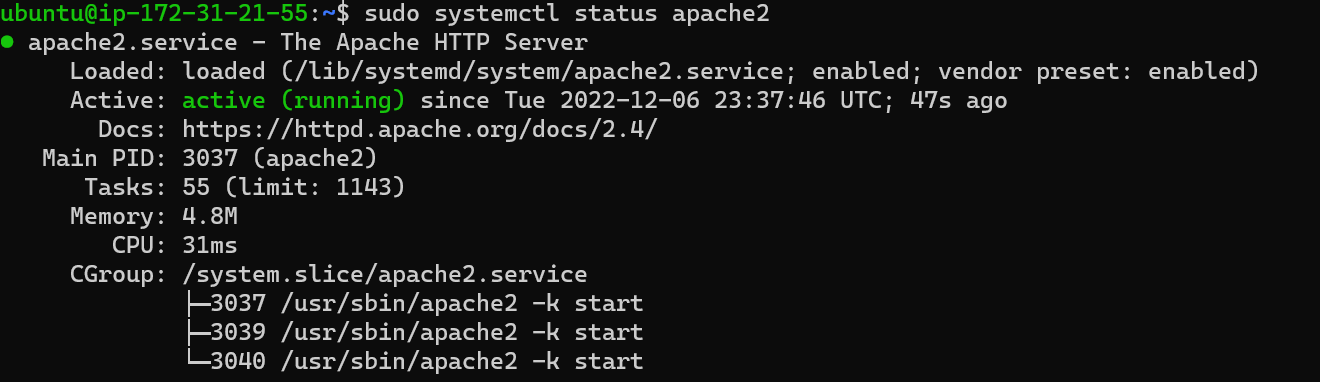 ubuntu@ip-172-31-21-55:~$ sudo systemctl status apache2
● apache2.service - The Apache HTTP Server
     Loaded: loaded (/lib/systemd/system/apache2.service; enabled; vendor preset: enabled)
     Active: active (running) since Tue 2022-12-06 23:37:46 UTC; 47s ago
       Docs: https://httpd.apache.org/docs/2.4/
   Main PID: 3037 (apache2)
      Tasks: 55 (limit: 1143)
     Memory: 4.8M
        CPU: 31ms
     CGroup: /system.slice/apache2.service
             ├─3037 /usr/sbin/apache2 -k start
             ├─3039 /usr/sbin/apache2 -k start
             └─3040 /usr/sbin/apache2 -k start